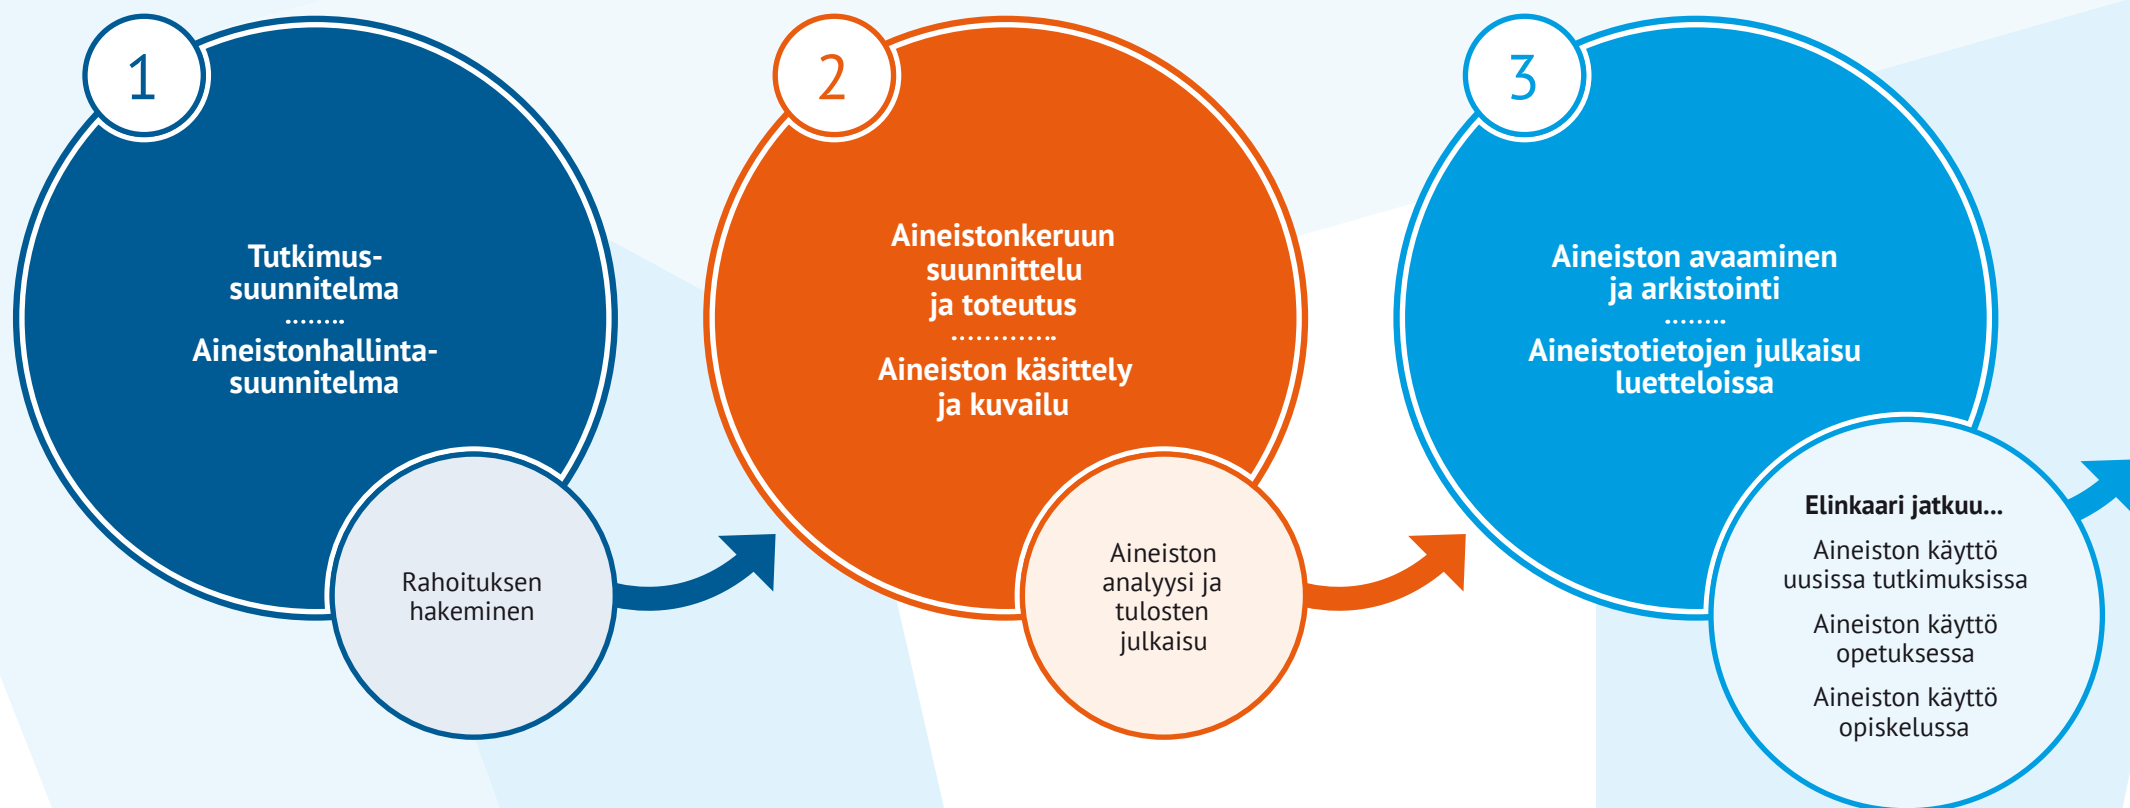 1
Tutkimus-
suunnitelma
........
Aineistonhallinta-
suunnitelma
Rahoituksen
hakeminen
2
Aineistonkeruun
suunnittelu
ja toteutus
.............
Aineiston käsittely
ja kuvailu
Aineiston
analyysi ja
tulosten
julkaisu
3
Aineiston avaaminen
ja arkistointi
........
Aineistotietojen julkaisu
luetteloissa
Elinkaari jatkuu...
Aineiston käyttö
uusissa tutkimuksissa
Aineiston käyttö
opetuksessa
Aineiston käyttö
opiskelussa